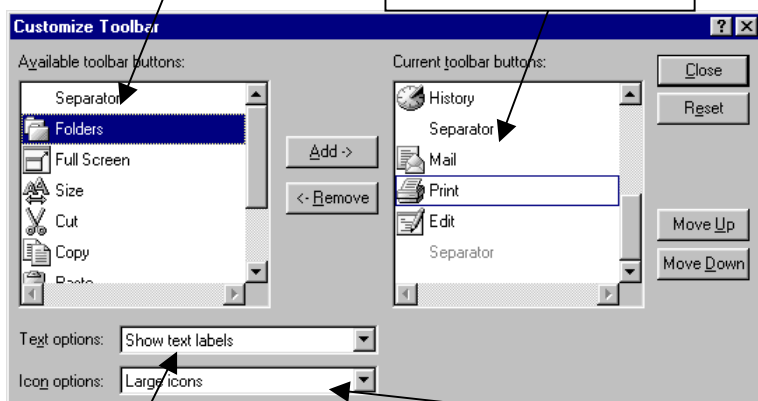 Customize Toolbar
Available toolbar buttons:
Separator
Folders
Full Screen
Size
Cut
Copy
Paste
Add ->
<- Remove
Current toolbar buttons:
History
Separator
Mail
Print
Edit
Separator
Close
Reset
Move Up
Move Down
Text options: Show text labels
Icon options: Large icons